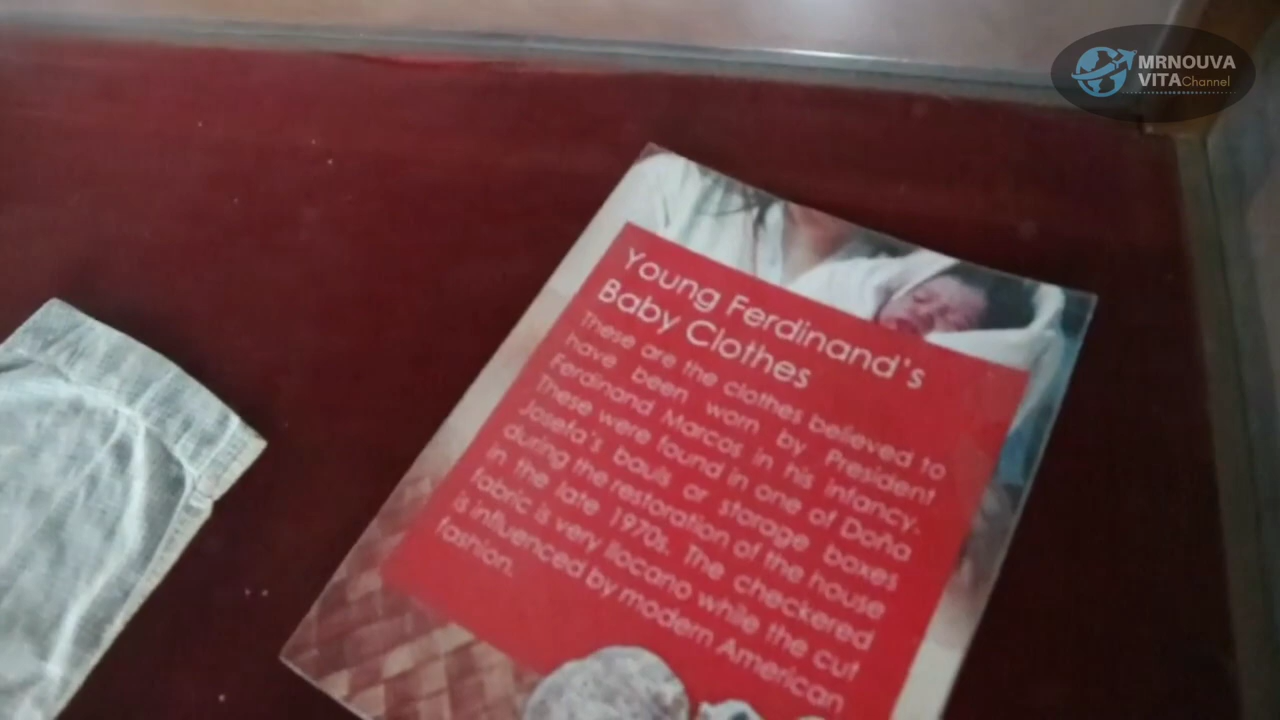 MRNOUVA
VITA Channel
Young Ferdinand's
Baby Clothes
These are the clothes believed to
have been worn by President
Ferdinand Marcos in his infancy.
These were found in one of Doña
Josefa's bauls or storage boxes
during the restoration of the house
in the late 1970s. The checkered
fabric is very Ilocano while the cut
is influenced by modern American
fashion.